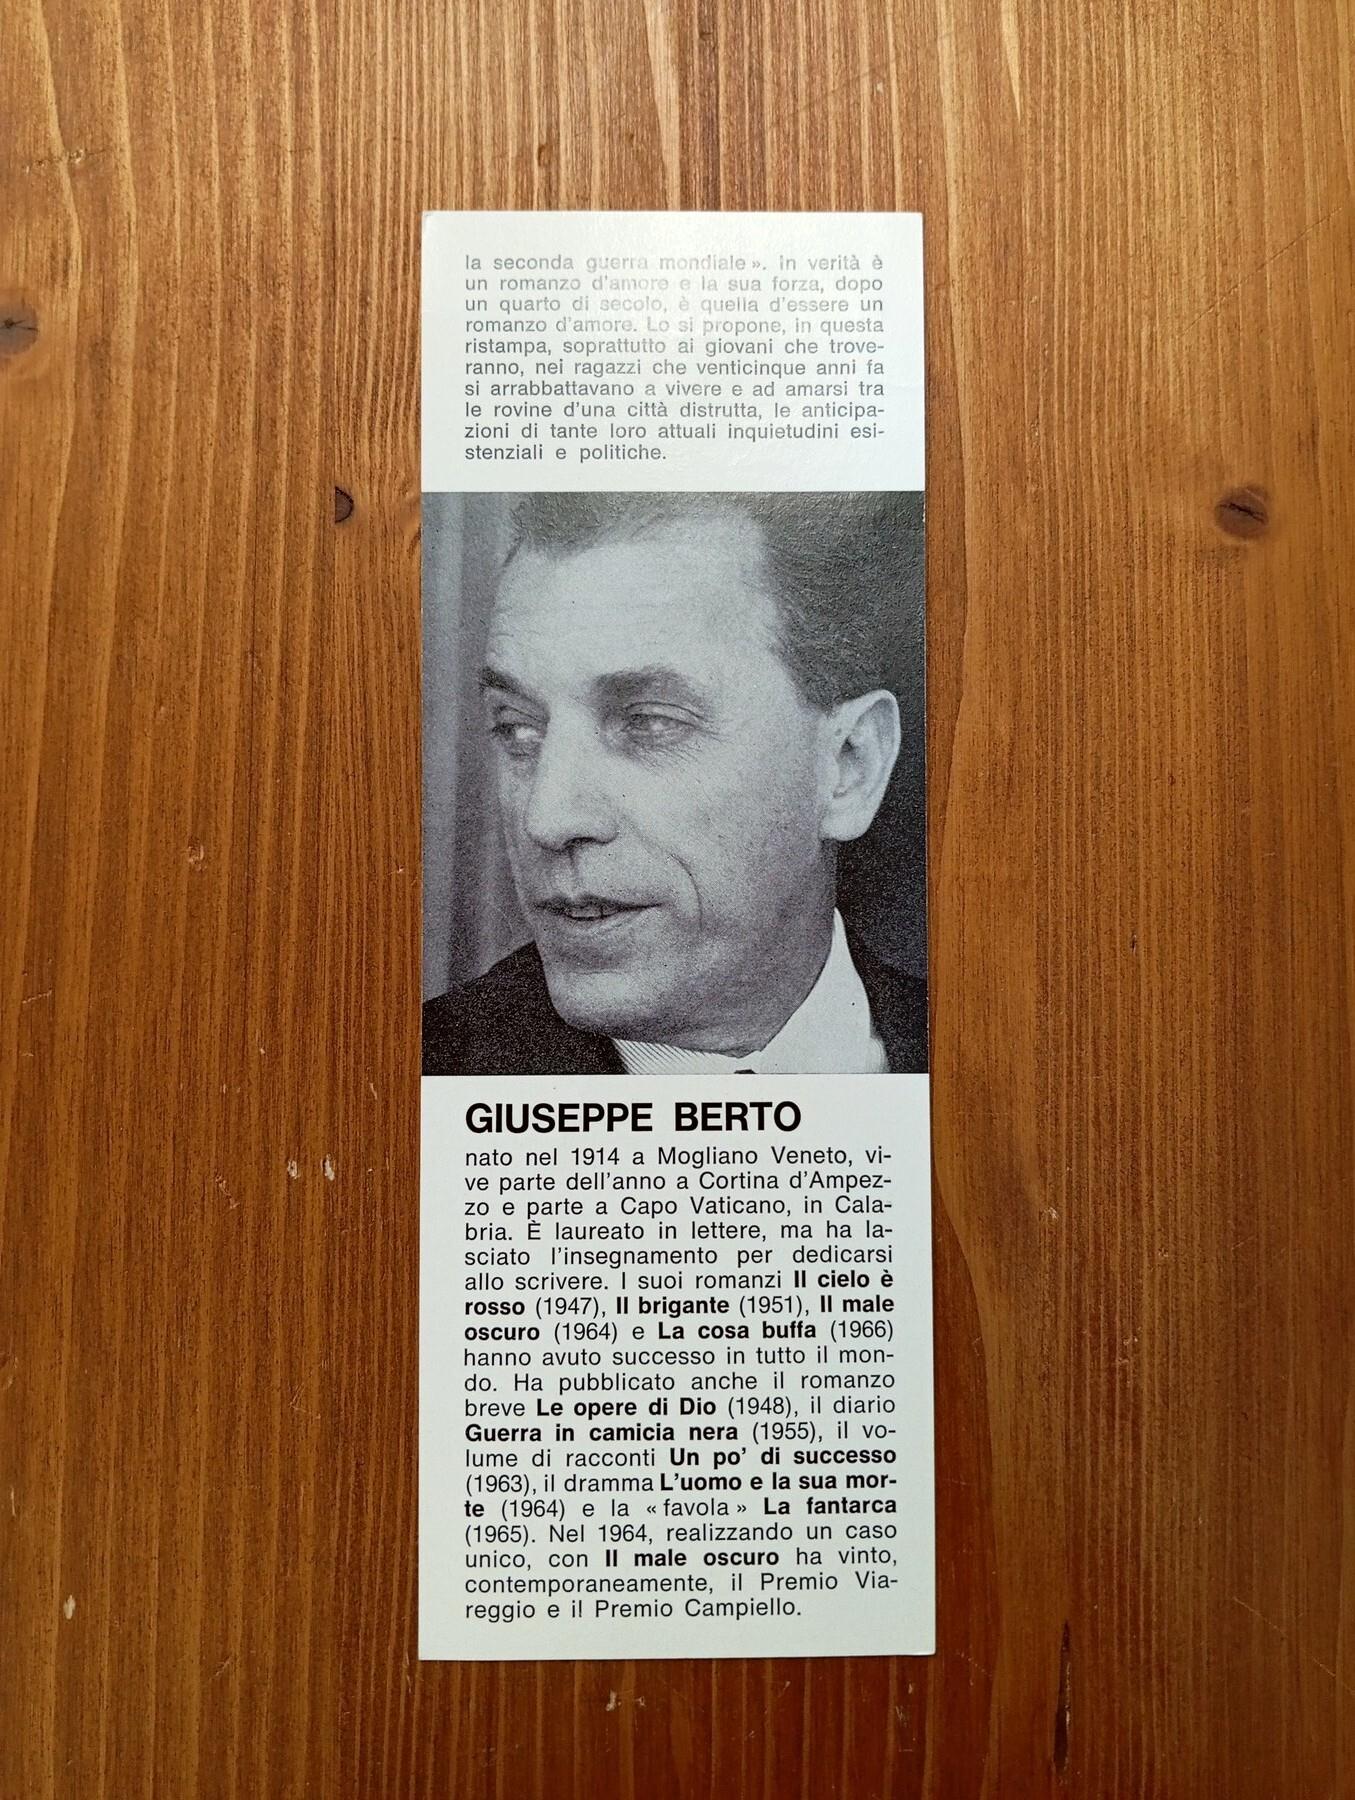 la seconda guerra mondiale». In verità è
un romanzo d'amore e la sua forza, dopo
un quarto di secolo, è quella d'essere un
romanzo d'amore. Lo si propone, in questa
ristampa, soprattutto ai giovani che trove-
ranno, nei ragazzi che venticinque anni fa
si arrabbattavano a vivere e ad amarsi tra
le rovine d'una città distrutta, le anticipa-
zioni di tante loro attuali inquietudini esi-
stenziali e politiche.
GIUSEPPE BERTO
nato nel 1914 a Mogliano Veneto, vi-
ve parte dell'anno a Cortina d'Ampez-
zo e parte a Capo Vaticano, in Cala-
bria. È laureato in lettere, ma ha la-
sciato l'insegnamento per dedicarsi
allo scrivere. I suoi romanzi Il cielo è
rosso (1947), Il brigante (1951), Il male
oscuro (1964) e La cosa buffa (1966)
hanno avuto successo in tutto il mon-
do. Ha pubblicato anche il romanzo
breve Le opere di Dio (1948), il diario
Guerra in camicia nera (1955), il vo-
lume di racconti Un po' di successo
(1963), il dramma L'uomo e la sua mor-
te (1964) e la «favola» La fantarca
(1965). Nel 1964, realizzando un caso
unico, con Il male oscuro ha vinto,
contemporaneamente, il Premio Via-
reggio e il Premio Campiello.